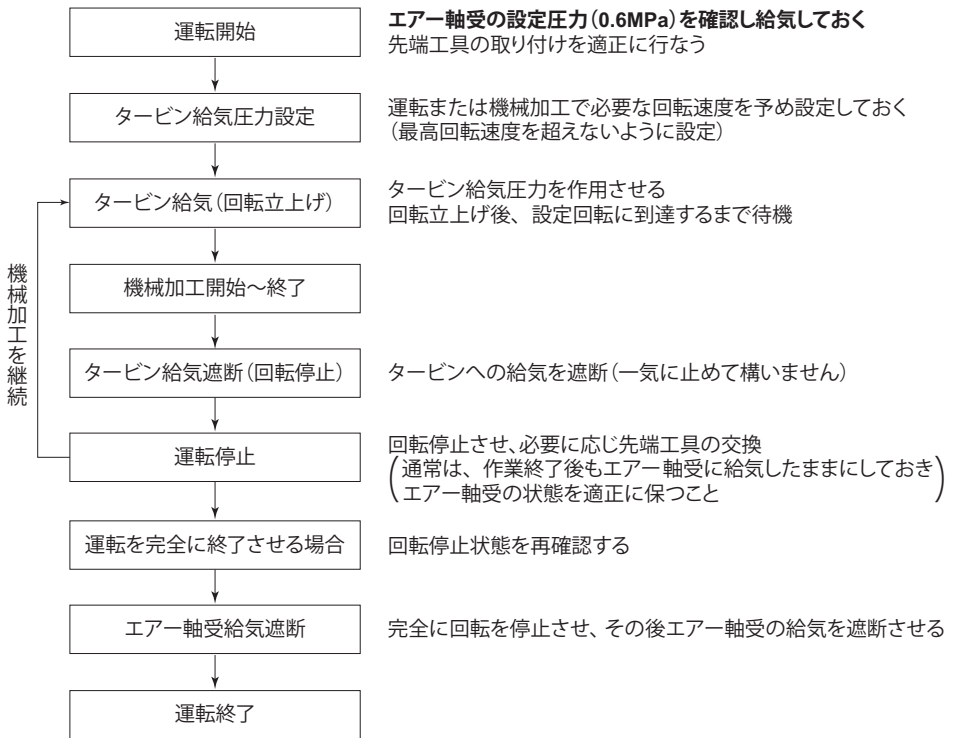 運転開始
エアー軸受の設定圧力（0.6MPa）を確認し給気しておく
先端工具の取り付けを適正に行なう
タービン給気圧力設定
運転または機械加工で必要な回転速度を予め設定しておく
（最高回転速度を超えないように設定）
タービン給気（回転立上げ）
タービン給気圧力を作用させる
回転立上げ後、設定回転に到達するまで待機
機械加工開始～終了
機械加工を継続
タービン給気遮断（回転停止）
タービンへの給気を遮断（一気に止めて構いません）
運転停止
回転停止させ、必要に応じ先端工具の交換
（通常は、作業終了後もエアー軸受に給気したままにしておき
エアー軸受の状態を適正に保つこと）
運転を完全に終了させる場合
回転停止状態を再確認する
エアー軸受給気遮断
完全に回転を停止させ、その後エアー軸受の給気を遮断させる
運転終了